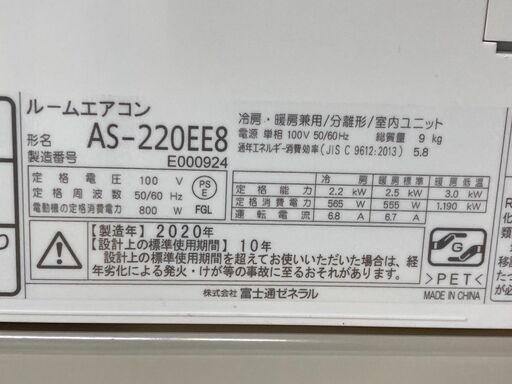 ルームエアコン
形名 AS-220EE8
製造番号 E000924
冷房・暖房兼用/分離形/室内ユニット
電源 単相 100V 50/60Hz 総質量 9 kg
通年エネルギー消費効率(JIS C 9612:2013) 5.8
定格電圧 100 V
定格周波数 50/60 Hz
電動機の定格消費電力 800 W
PS
E
FGL
冷房 暖房標準 暖房低温
定格能力 2.2 kW 2.5 kW 3.0 kW
定格消費電力 565 W 555 W 1.190 kW
運転電流 6.8 A 6.7 A
【製造年】2020年
【設計上の標準使用期間】10年
設計上の標準使用期間を超えてお使いいただいた場合は、経
年劣化による発火・けが等の事故に至るおそれがあります。
G
>PET<
株式会社 富士通ゼネラル
MADE IN CHINA